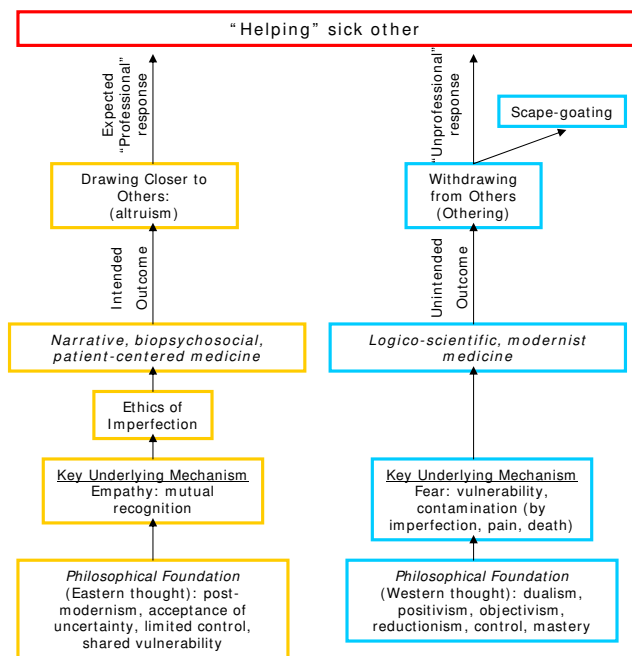 “Helping” sick other
Expected
“Professional”
response
“Unprofessional”
response
Scape-goating
Drawing Closer to
Others:
(altruism)
Withdrawing
from Others
(Othering)
Intended
Outcome
Unintended
Outcome
Narrative, biopsychosocial,
patient-centered medicine
Logico-scientific, modernist
medicine
Ethics of
Imperfection
Key Underlying Mechanism
Empathy: mutual
recognition
Key Underlying Mechanism
Fear: vulnerability,
contamination (by
imperfection, pain, death)
Philosophical Foundation
(Eastern thought): post-
modernism, acceptance of
uncertainty, limited control,
shared vulnerability
Philosophical Foundation
(Western thought): dualism,
positivism, objectivism,
reductionism, control, mastery